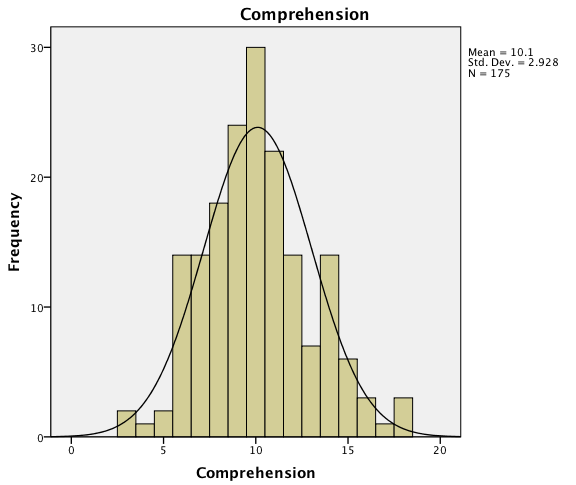 Comprehension
Mean = 10.1
Std. Dev. = 2.928
N = 175
30
20
10
0
Frequency
0 5 10 15 20
Comprehension